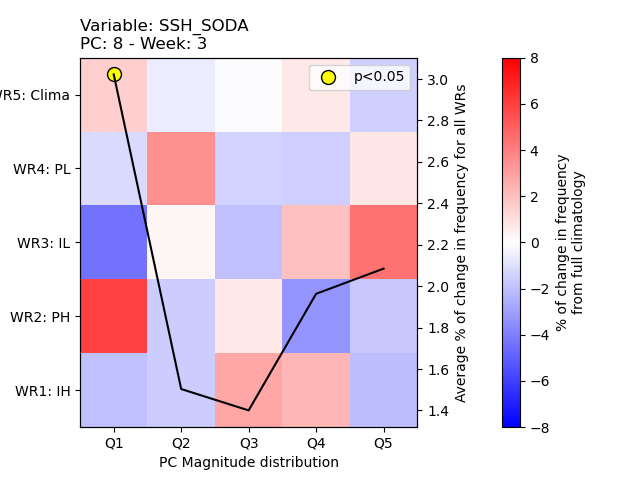 Variable: SSH_SODA
PC: 8 - Week: 3
p<0.05
WR5: Clima
WR4: PL
WR3: IL
WR2: PH
WR1: IH
Q1 Q2 Q3 Q4 Q5
PC Magnitude distribution
3.0
2.8
2.6
2.4
2.2
2.0
1.8
1.6
1.4
Average % of change in frequency for all WRs
8
6
4
2
0
−2
−4
−6
−8
% of change in frequency
from full climatology